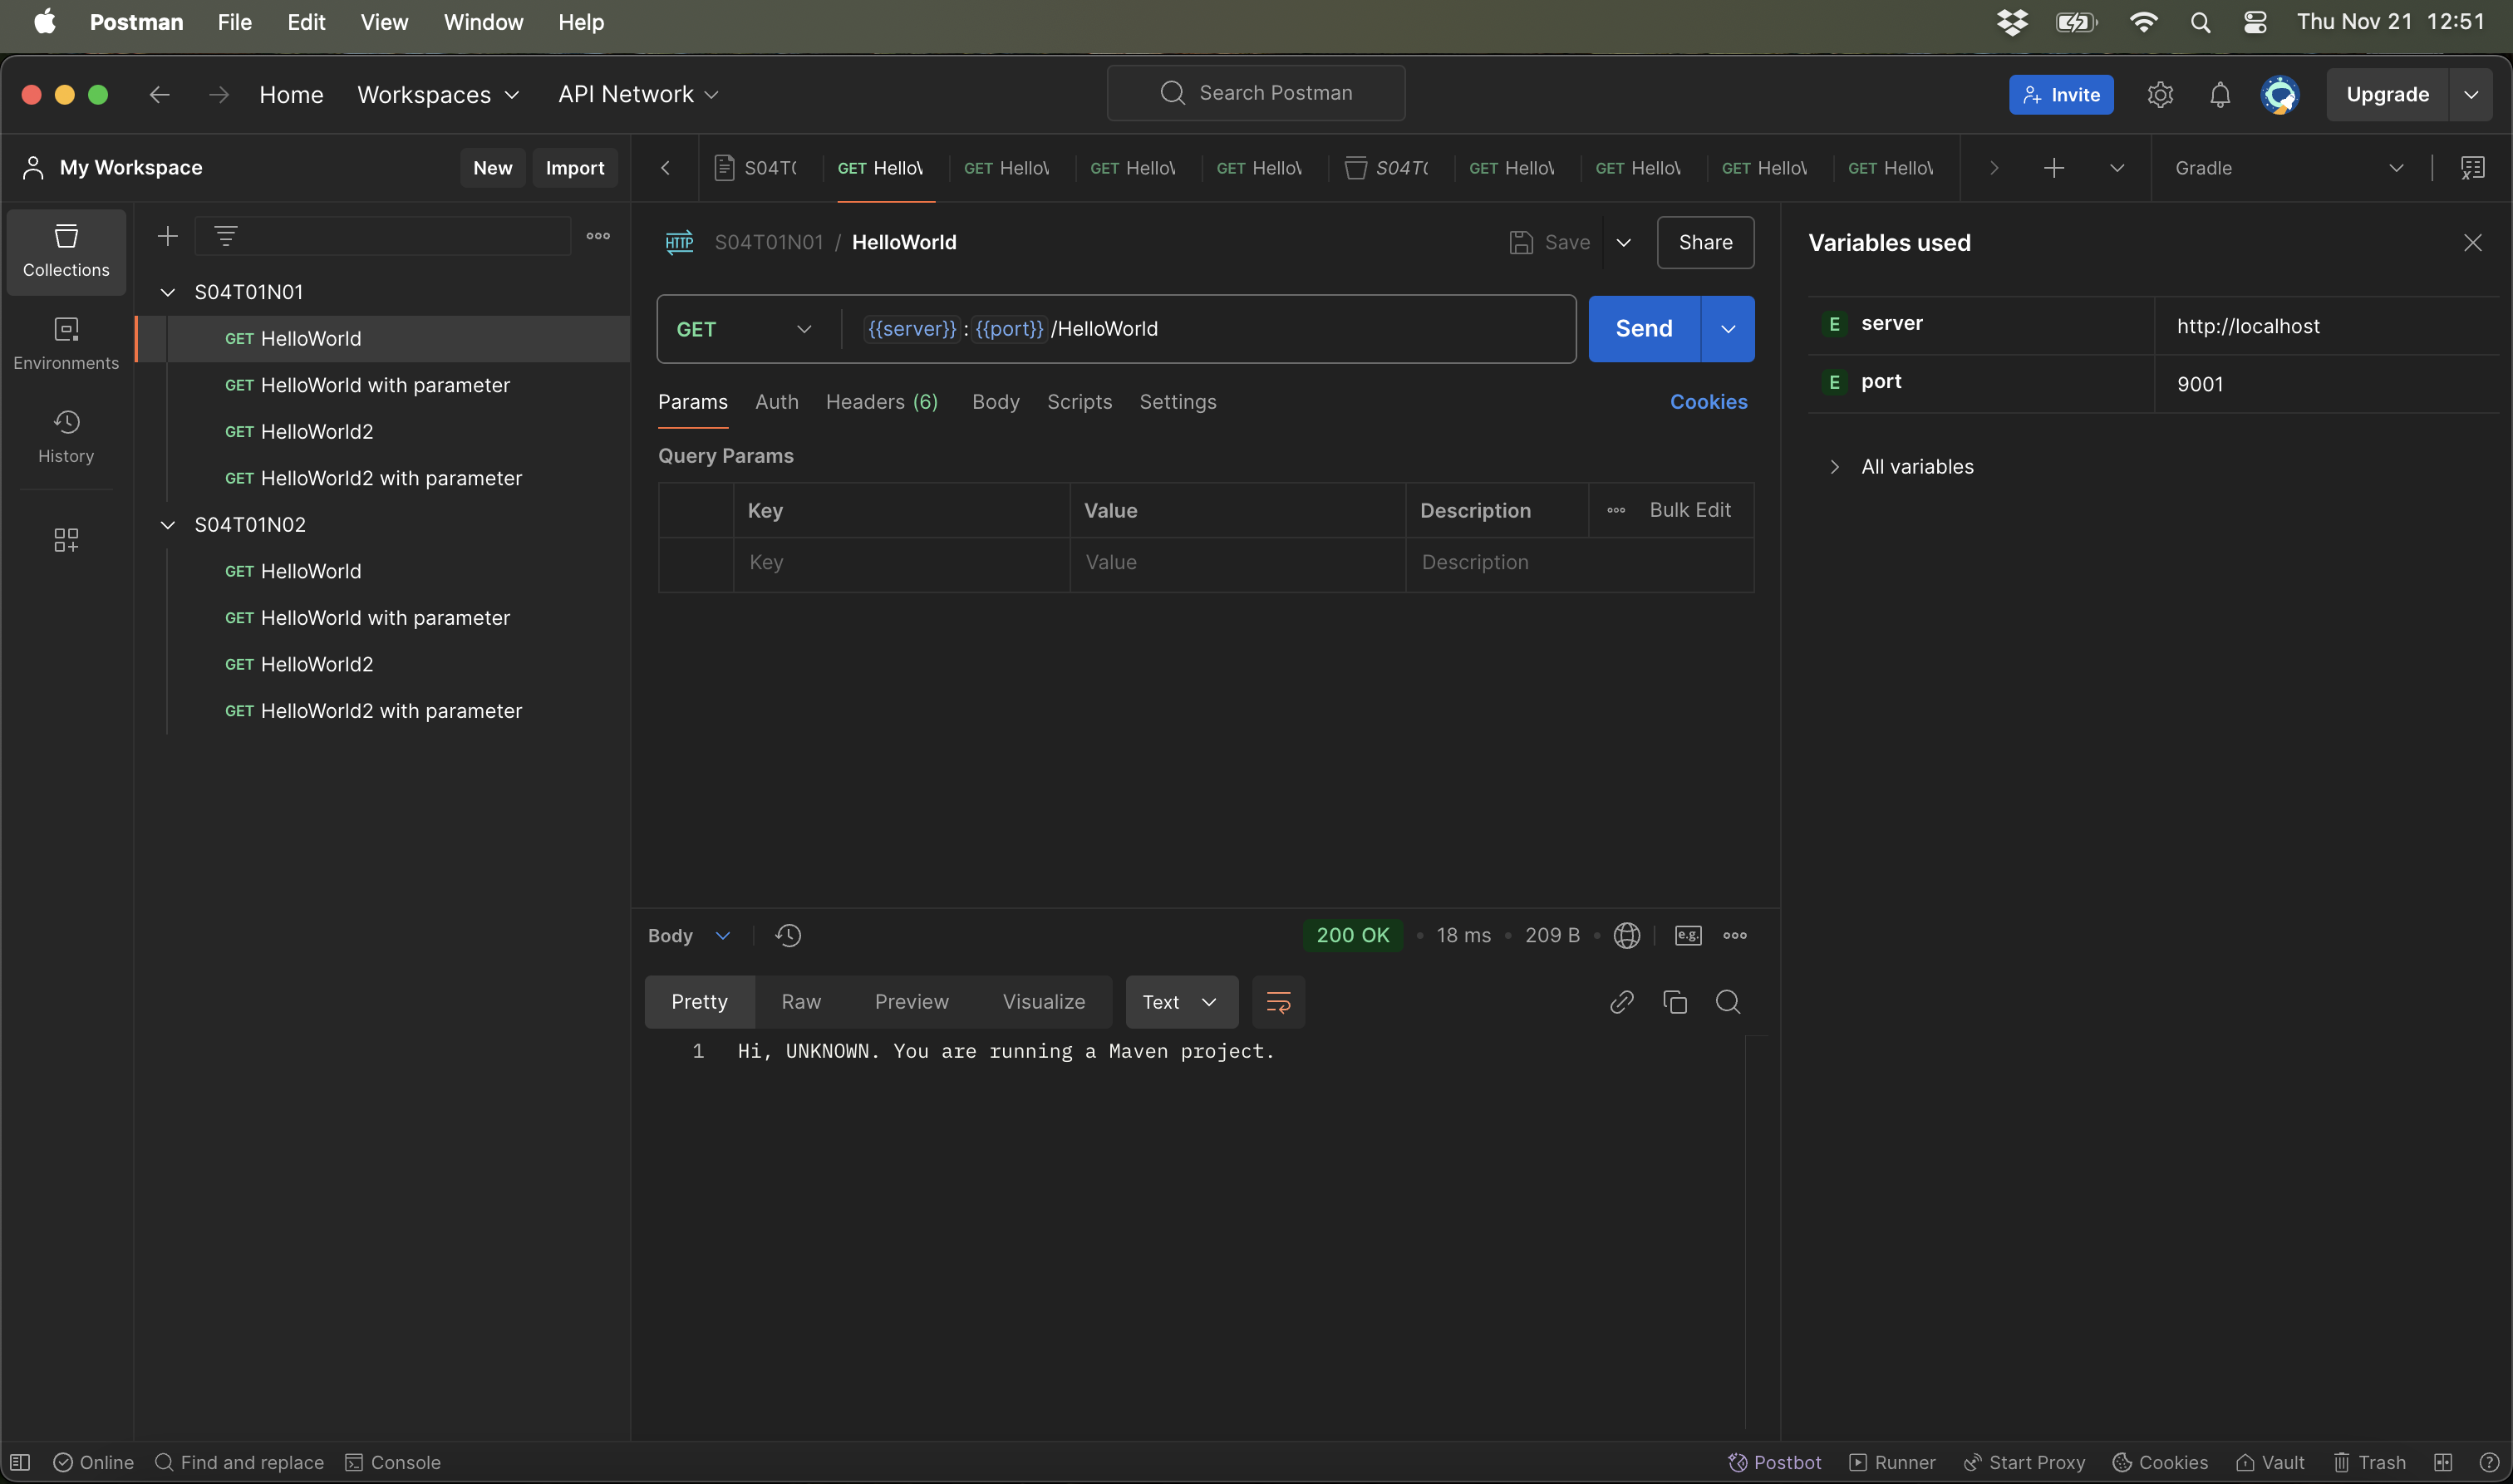 Postman File Edit View Window Help Thu Nov 21 12:51
Home Workspaces API Network Search Postman Invite Upgrade
My Workspace New Import
S04T0 GET Hello GET Hello GET Hello GET Hello S04T0 GET Hello GET Hello GET Hello GET Hello Gradle
Collections
Environments
History
S04T01N01
GET HelloWorld
GET HelloWorld with parameter
GET HelloWorld2
GET HelloWorld2 with parameter
S04T01N02
GET HelloWorld
GET HelloWorld with parameter
GET HelloWorld2
GET HelloWorld2 with parameter
HTTP S04T01N01 / HelloWorld Save Share
GET {{server}}:{{port}}/HelloWorld Send
Params Auth Headers (6) Body Scripts Settings Cookies
Query Params
Key Value Description Bulk Edit
Key Value Description
Body 200 OK • 18 ms • 209 B • e.g.
Pretty Raw Preview Visualize Text
1 Hi, UNKNOWN. You are running a Maven project.
Variables used
E server http://localhost
E port 9001
All variables
Online Find and replace Console Postbot Runner Start Proxy Cookies Vault Trash